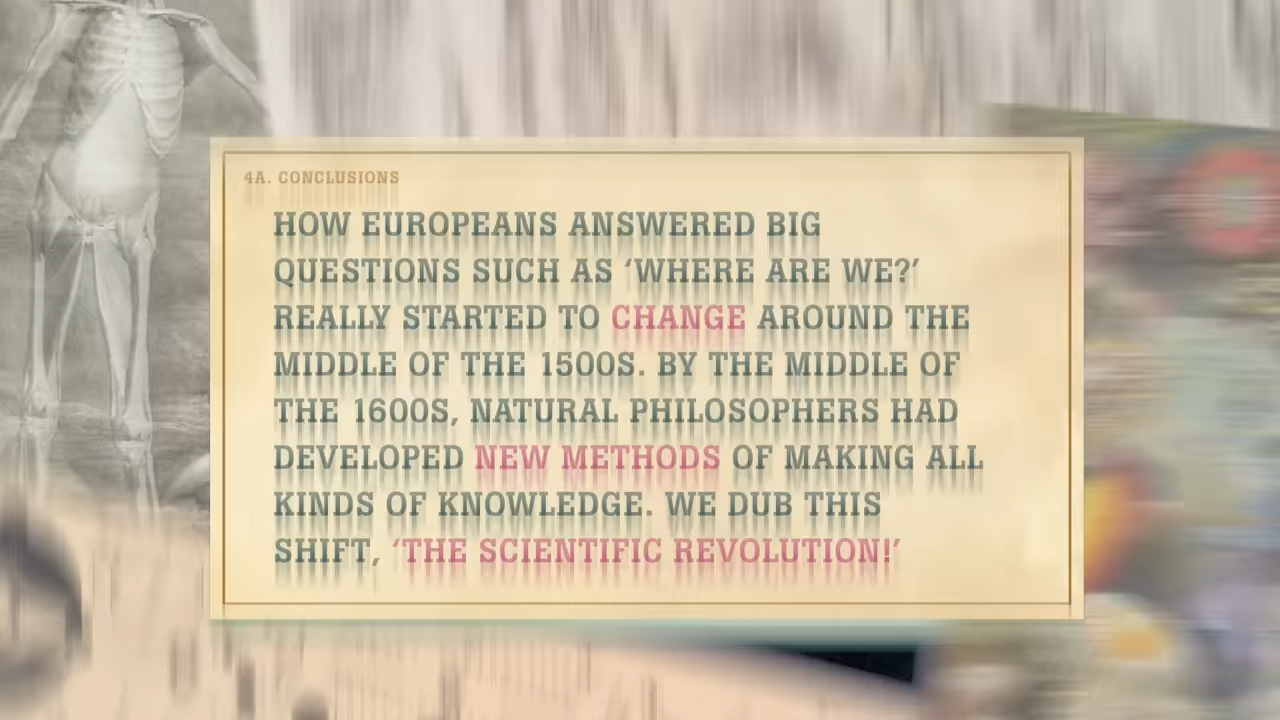 4A. CONCLUSIONS
HOW EUROPEANS ANSWERED BIG
QUESTIONS SUCH AS ‘WHERE ARE WE?’
REALLY STARTED TO CHANGE AROUND THE
MIDDLE OF THE 1500S. BY THE MIDDLE OF
THE 1600S, NATURAL PHILOSOPHERS HAD
DEVELOPED NEW METHODS OF MAKING ALL
KINDS OF KNOWLEDGE. WE DUB THIS
SHIFT, ‘THE SCIENTIFIC REVOLUTION!’